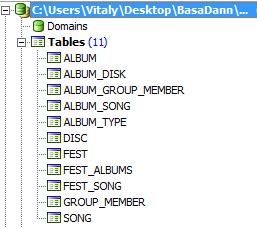 C:\Users\Vitaly\Desktop\BasaDann\...
Domains
Tables (11)
ALBUM
ALBUM_DISK
ALBUM_GROUP_MEMBER
ALBUM_SONG
ALBUM_TYPE
DISC
FEST
FEST_ALBUMS
FEST_SONG
GROUP_MEMBER
SONG